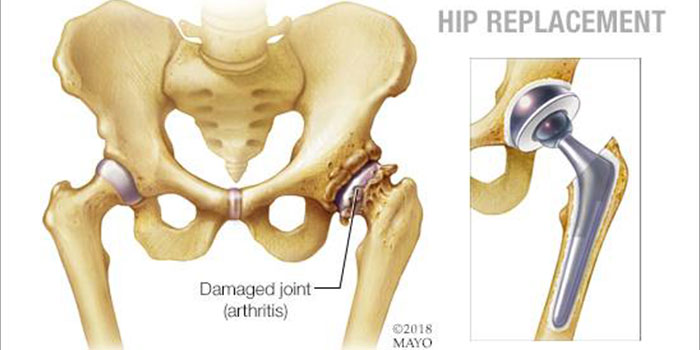 HIP REPLACEMENT
Damaged joint
(arthritis)
©2018
MAYO